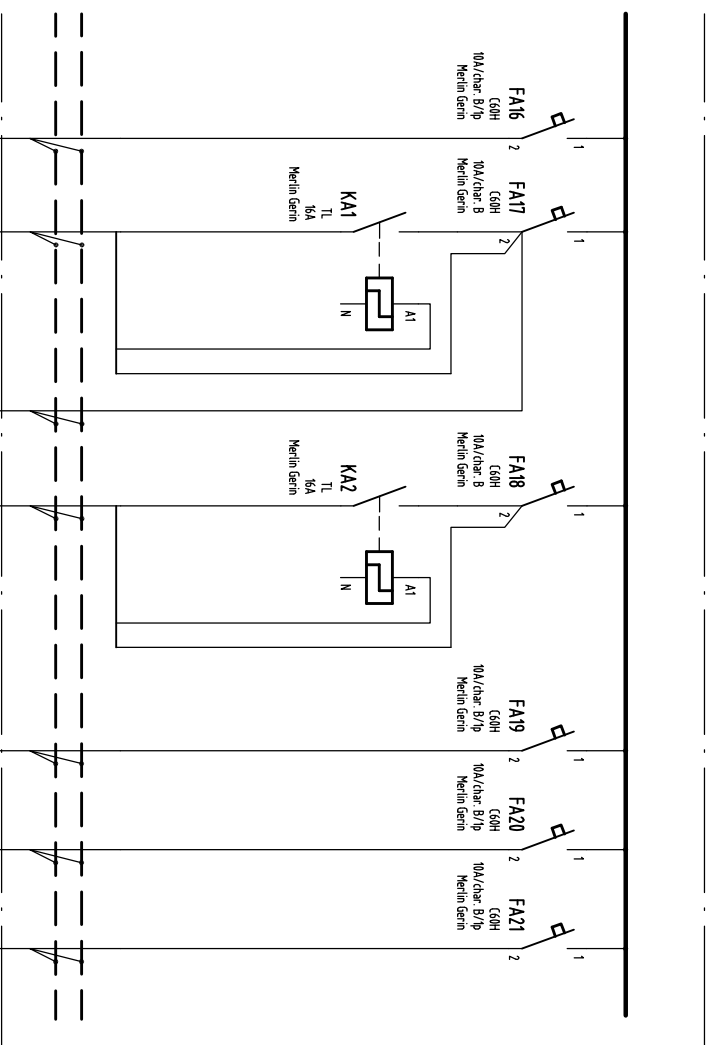 FA16
C60H
10A/char. B/1p
Merlin Gerin
1
2
FA17
C60H
10A/char. B
Merlin Gerin
1
2
KA1
TL
16A
Merlin Gerin
A1
N
FA18
C60H
10A/char. B
Merlin Gerin
1
2
KA2
TL
16A
Merlin Gerin
A1
N
FA19
C60H
10A/char. B/1p
Merlin Gerin
1
2
FA20
C60H
10A/char. B/1p
Merlin Gerin
1
2
FA21
C60H
10A/char. B/1p
Merlin Gerin
1
2